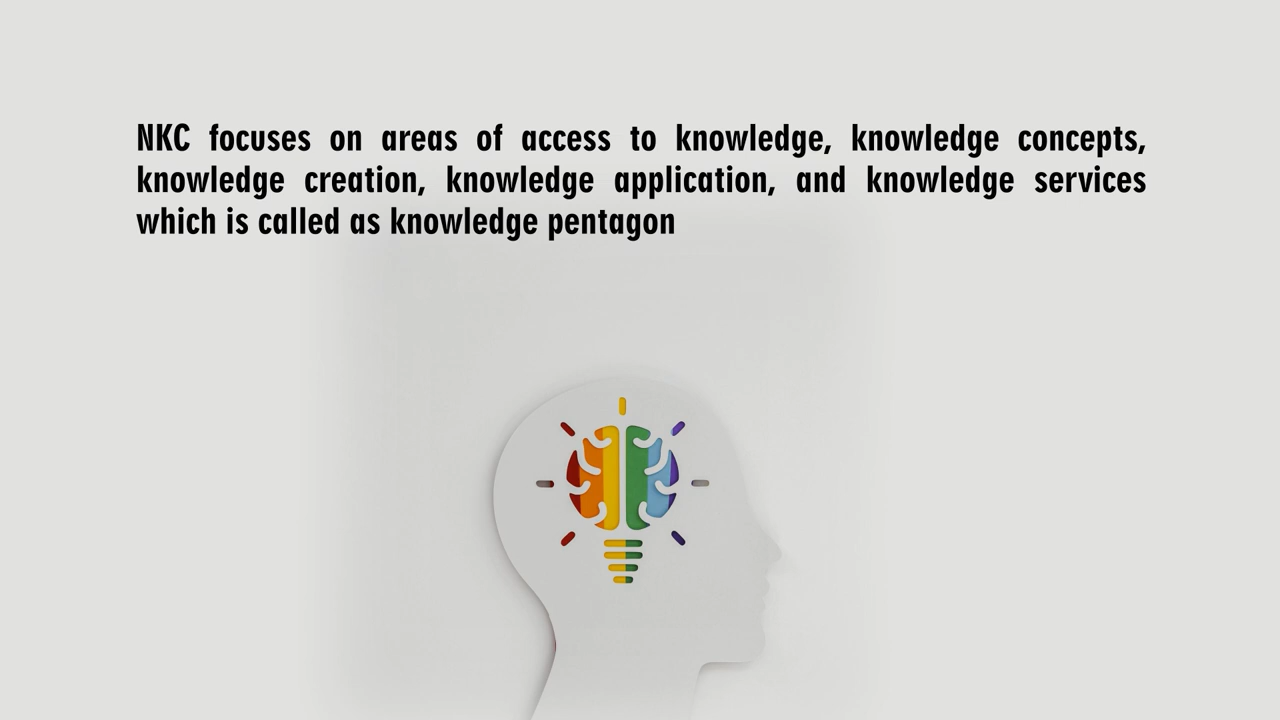 NKC focuses on areas of access to knowledge, knowledge concepts,
knowledge creation, knowledge application, and knowledge services
which is called as knowledge pentagon